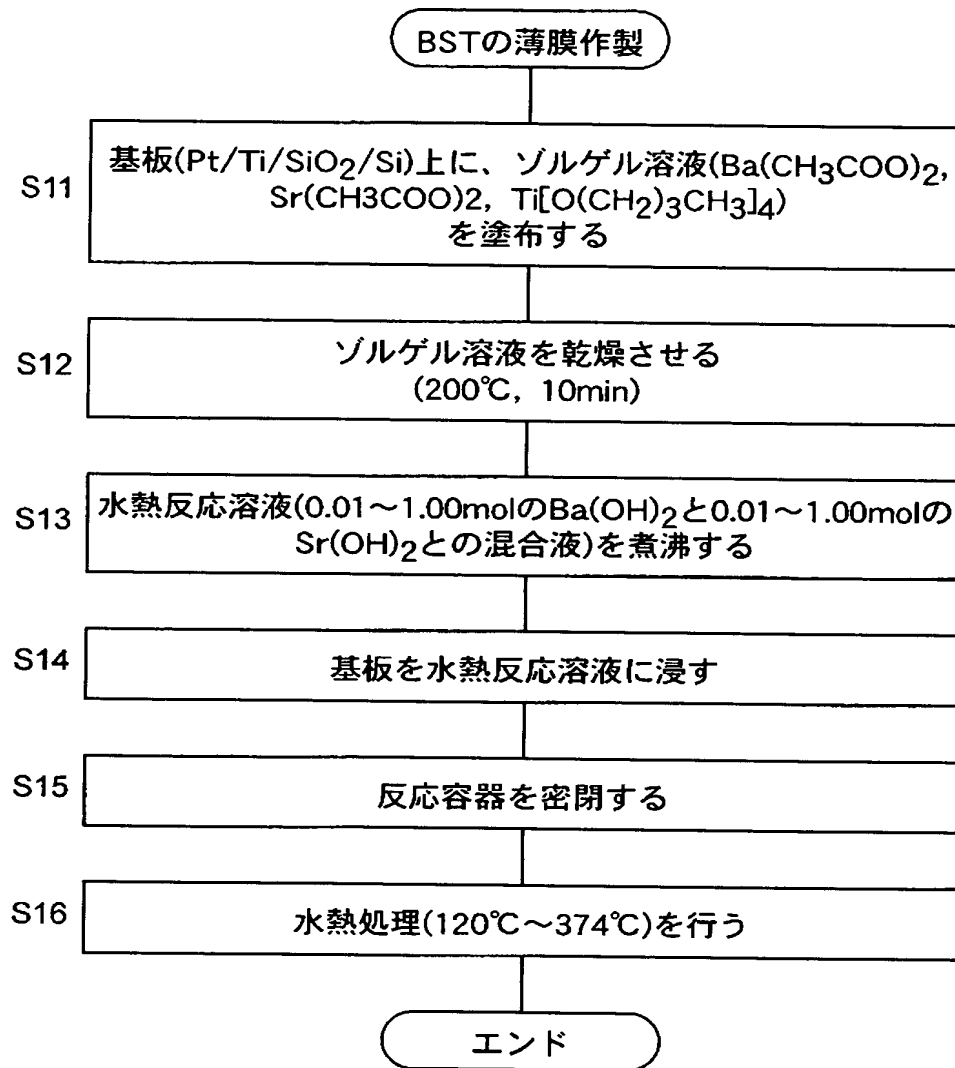 BSTの薄膜作製
S11
基板(Pt/Ti/SiO₂/Si)上に、ゾルゲル溶液(Ba(CH₃COO)₂,
Sr(CH3COO)2, Ti[O(CH₂)₃CH₃]₄)
を塗布する
S12
ゾルゲル溶液を乾燥させる
(200℃, 10min)
S13
水熱反応溶液(0.01～1.00molのBa(OH)₂と0.01～1.00molの
Sr(OH)₂との混合液)を煮沸する
S14
基板を水熱反応溶液に浸す
S15
反応容器を密閉する
S16
水熱処理(120℃～374℃)を行う
エンド